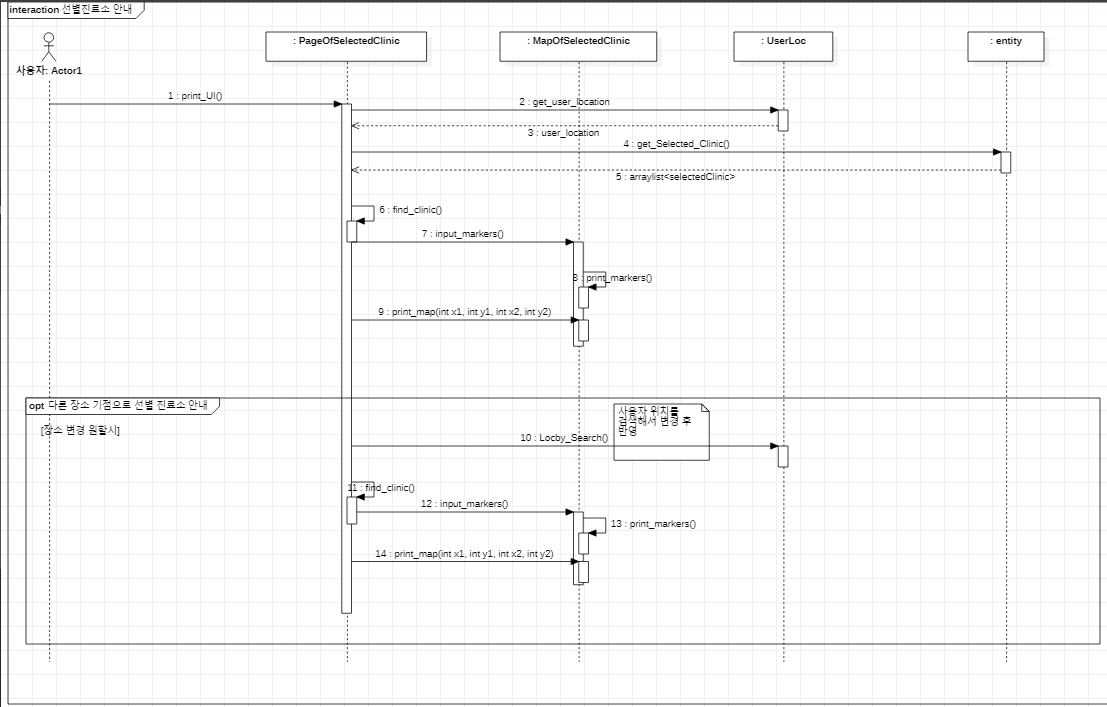 interaction 선별진료소 안내
: PageOfSelectedClinic
: MapOfSelectedClinic
: UserLoc
: entity
사용자: Actor1
1 : print_UI()
2 : get_user_location
3 : user_location
4 : get_Selected_Clinic()
5 : arraylist<selectedClinic>
6 : find_clinic()
7 : input_markers()
8 : print_markers()
9 : print_map(int x1, int y1, int x2, int y2)
opt 다른 장소 기점으로 선별 진료소 안내
[장소 변경 원할시]
사용자 위치를
검색해서 변경 후
반영
10 : Locby_Search()
11 : find_clinic()
12 : input_markers()
13 : print_markers()
14 : print_map(int x1, int y1, int x2, int y2)